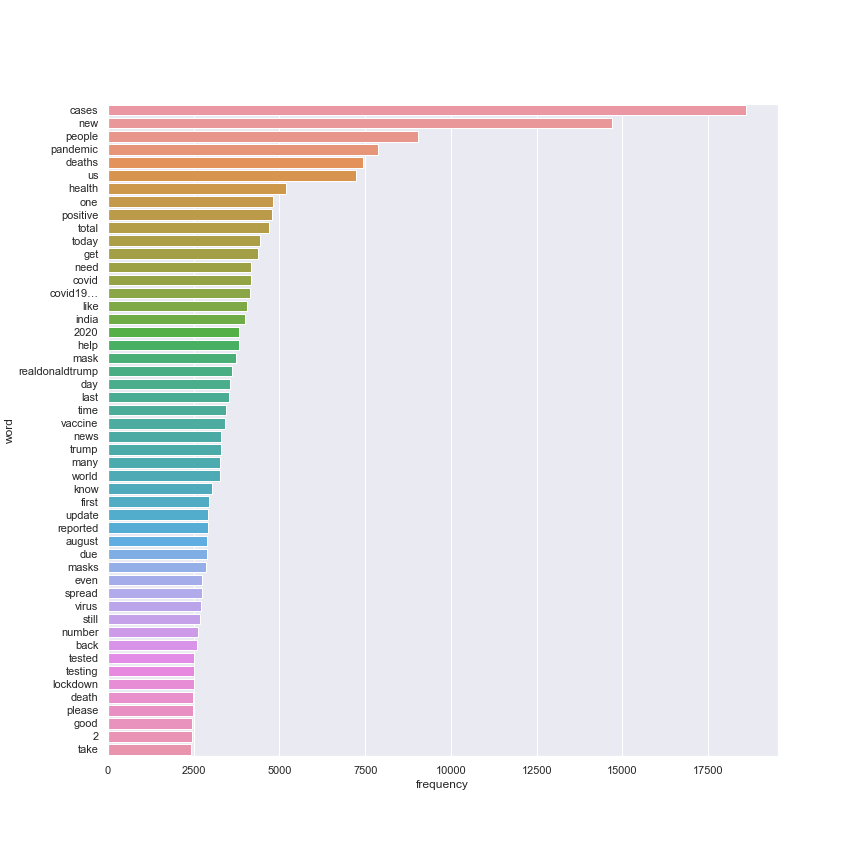 cases
new
people
pandemic
deaths
us
health
one
positive
total
today
get
need
covid
covid19…
like
india
2020
help
mask
realdonaldtrump
day
last
time
vaccine
news
trump
many
world
know
first
update
reported
august
due
masks
even
spread
virus
still
number
back
tested
testing
lockdown
death
please
good
2
take
word
0 2500 5000 7500 10000 12500 15000 17500
frequency